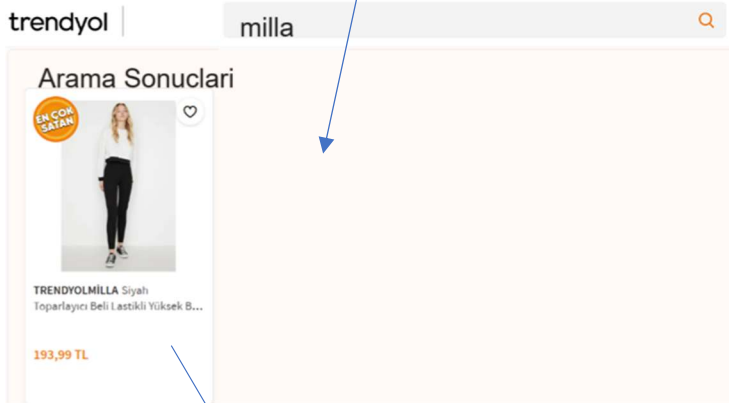 trendyol
milla
Arama Sonuclari
EN ÇOK
SATAN
TRENDYOLMİLLA Siyah
Toparlayıcı Beli Lastikli Yüksek B...
193,99 TL